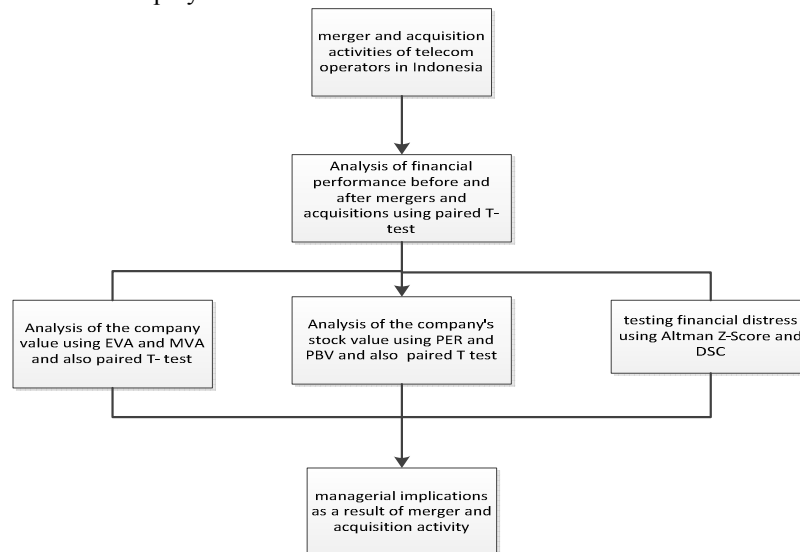 merger and acquisition
activities of telecom
operators in Indonesia
Analysis of financial
performance before and
after mergers and
acquisitions using paired T-
test
Analysis of the company
value using EVA and MVA
and also paired T- test
Analysis of the company's
stock value using PER and
PBV and also paired T test
testing financial distress
using Altman Z-Score and
DSC
managerial implications
as a result of merger and
acquisition activity